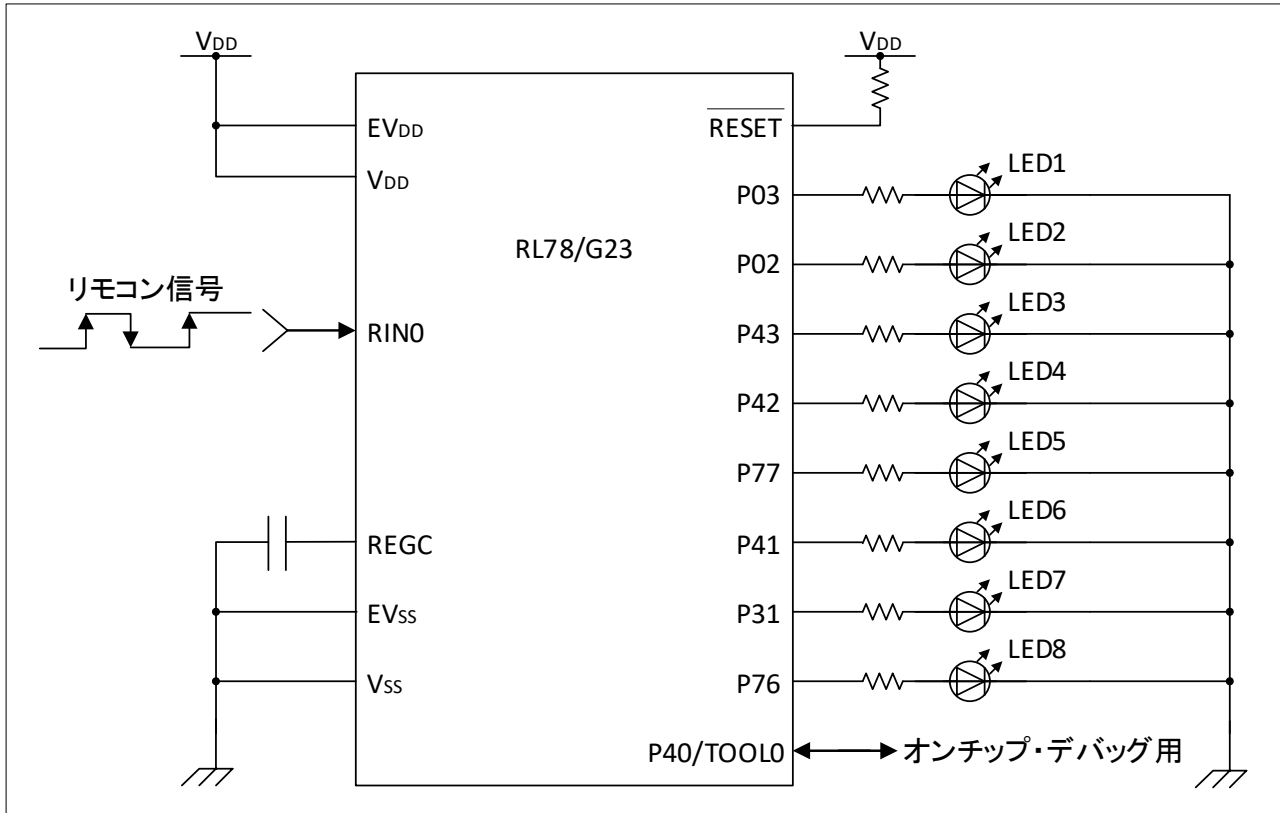 VDD
VDD
EVDD
RESET
VDD
P03
LED1
RL78/G23
P02
LED2
リモコン信号
RIN0
P43
LED3
P42
LED4
P77
LED5
REGC
P41
LED6
EVSS
P31
LED7
VSS
P76
LED8
P40/TOOL0
オンチップ・デバッグ用